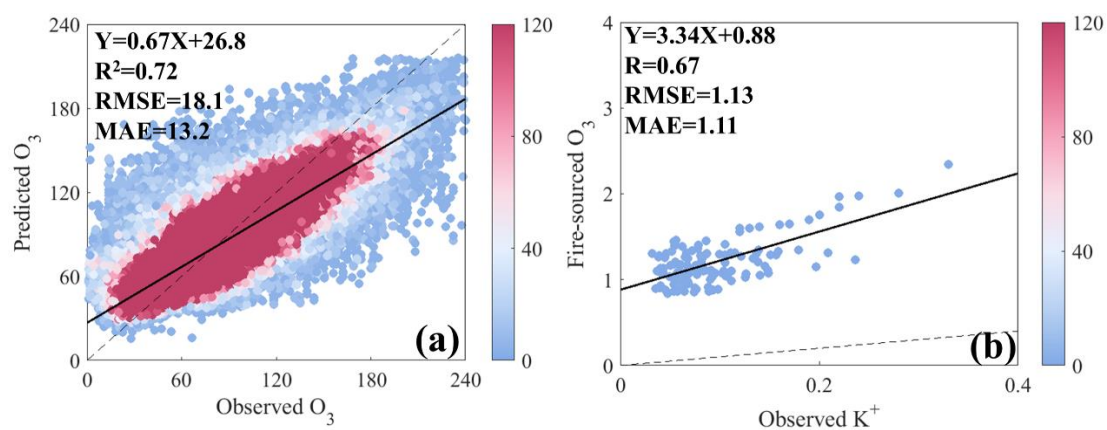 Y=0.67X+26.8
R²=0.72
RMSE=18.1
MAE=13.2
(a)
240
180
120
60
0
0 60 120 180 240
Predicted O₃
Observed O₃
120
80
40
0
Y=3.34X+0.88
R=0.67
RMSE=1.13
MAE=1.11
(b)
4
3
2
1
0
0 0.2 0.4
Fire-sourced O₃
Observed K⁺
120
80
40
0